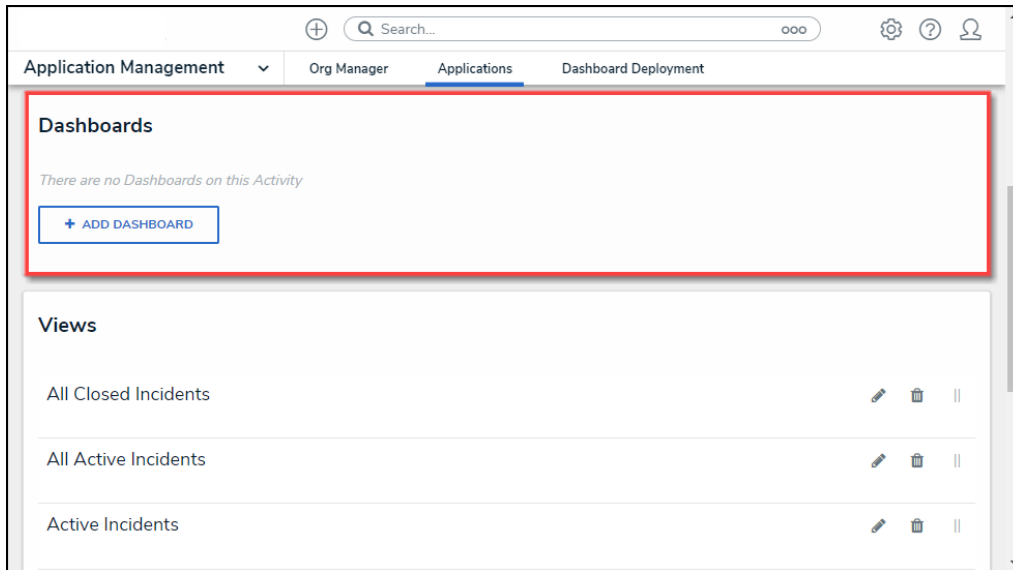 Search...
Application Management Org Manager Applications Dashboard Deployment
Dashboards
There are no Dashboards on this Activity
+ ADD DASHBOARD
Views
All Closed Incidents
All Active Incidents
Active Incidents